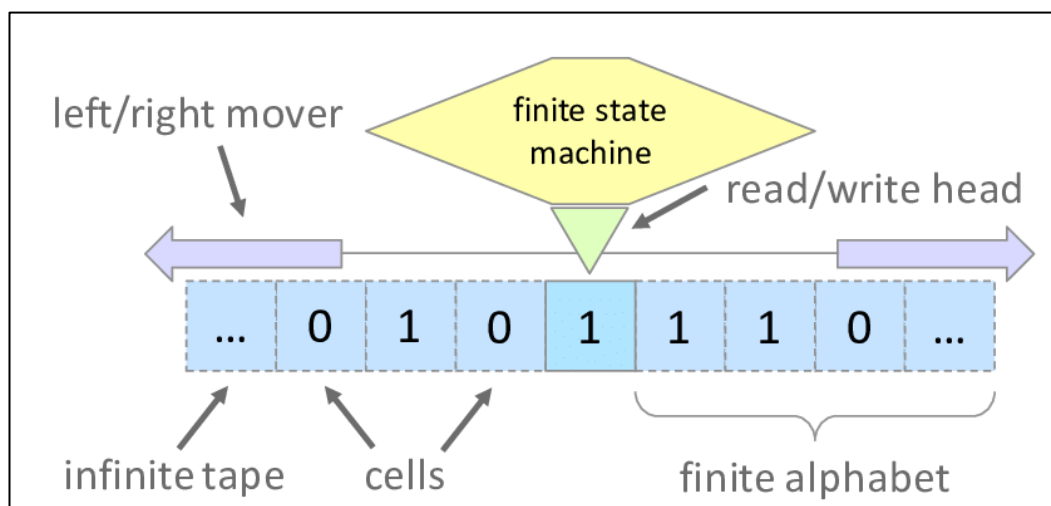 finite state
machine
left/right mover
read/write head
... 0 1 0 1 1 1 0 ...
infinite tape
cells
finite alphabet